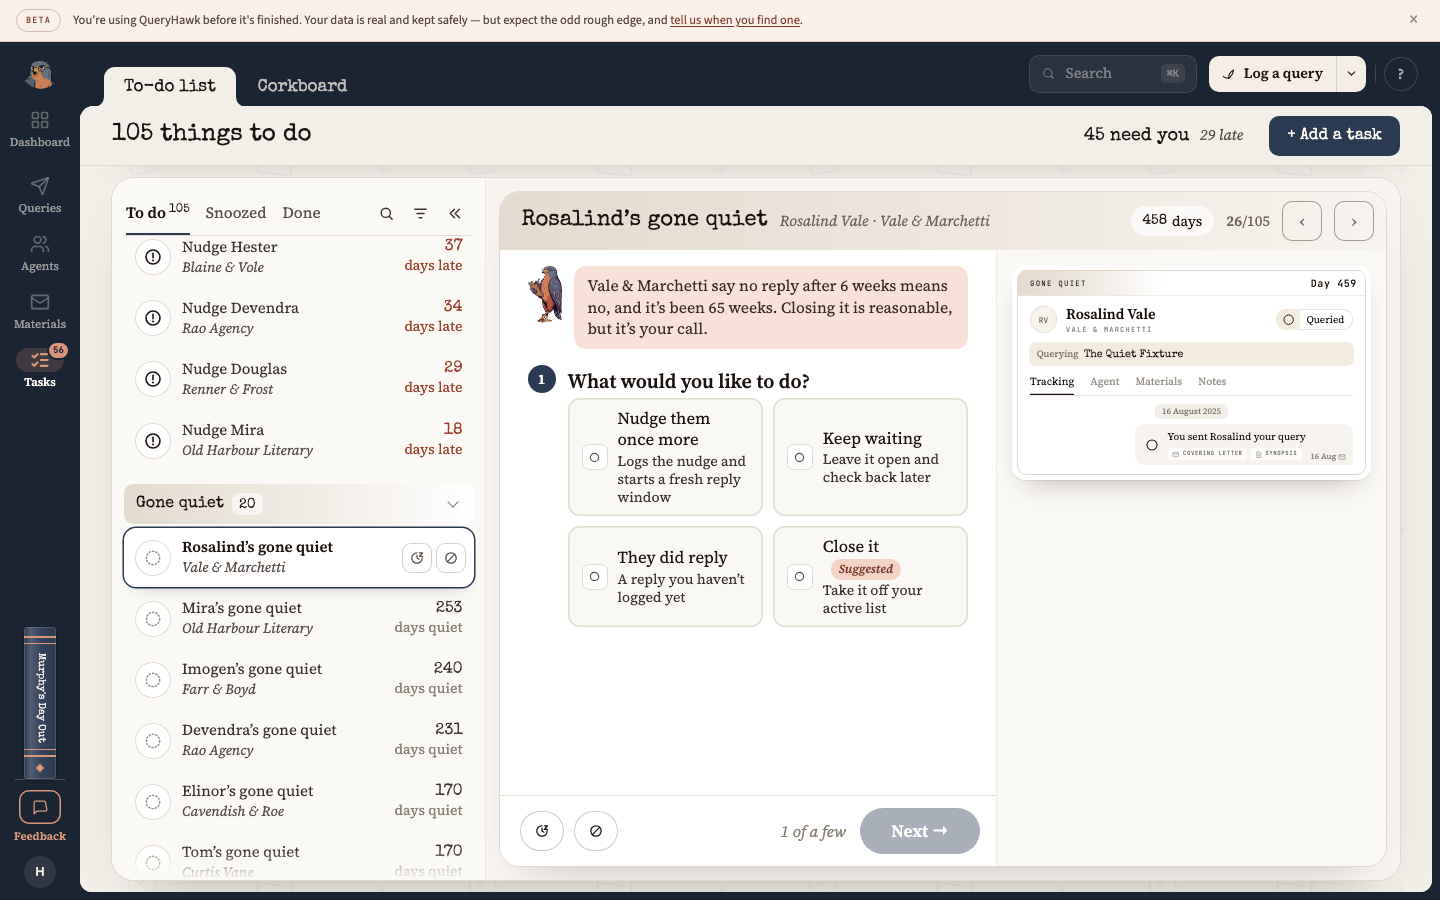 BETA
You're using QueryHawk before it's finished. Your data is real and kept safely — but expect the odd rough edge, and tell us when you find one.
×
To-do list
Corkboard
Search
⌘K
Log a query
?
Dashboard
Queries
Agents
Materials
56
Tasks
Murphy's Day Out
Feedback
H
105 things to do
45 need you
29 late
+ Add a task
To do 105
Snoozed
Done
Nudge Hester
37
Blaine & Vole
days late
Nudge Devendra
34
Rao Agency
days late
Nudge Douglas
29
Renner & Frost
days late
Nudge Mira
18
Old Harbour Literary
days late
Gone quiet 20
Rosalind's gone quiet
Vale & Marchetti
Mira's gone quiet
253
Old Harbour Literary
days quiet
Imogen's gone quiet
240
Farr & Boyd
days quiet
Devendra's gone quiet
231
Rao Agency
days quiet
Elinor's gone quiet
170
Cavendish & Roe
days quiet
Tom's gone quiet
170
Curtis Vane
days quiet
Rosalind's gone quiet
Rosalind Vale · Vale & Marchetti
458 days
26/105
‹
›
Vale & Marchetti say no reply after 6 weeks means
no, and it's been 65 weeks. Closing it is reasonable,
but it's your call.
1
What would you like to do?
Nudge them
once more
Logs the nudge and
starts a fresh reply
window
Keep waiting
Leave it open and
check back later
They did reply
A reply you haven't
logged yet
Close it
Suggested
Take it off your
active list
1 of a few
Next →
GONE QUIET
Day 459
RV
Rosalind Vale
VALE & MARCHETTI
Queried
Querying The Quiet Fixture
Tracking
Agent
Materials
Notes
16 August 2025
You sent Rosalind your query
COVERING LETTER
SYNOPSIS
16 Aug